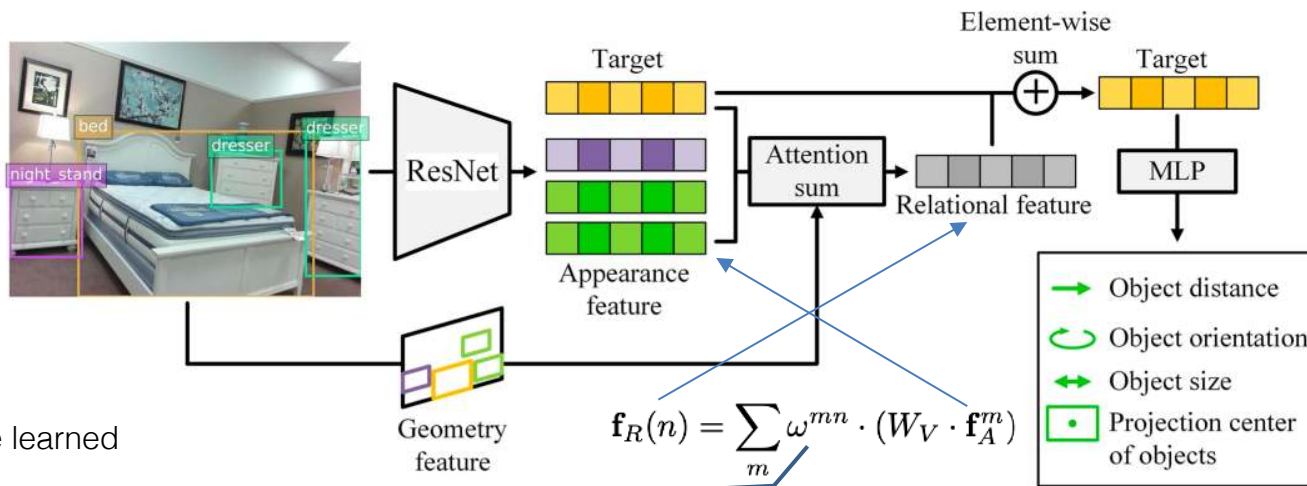 Element-wise
sum
Target
Target
bed
dresser
dresser
night_stand
ResNet
Attention
sum
MLP
Relational feature
Appearance
feature
Object distance
Object orientation
Object size
Projection center
of objects
Geometry
feature
e learned
f_R(n) = ∑_m ω^{mn} · (W_V · f_A^m)